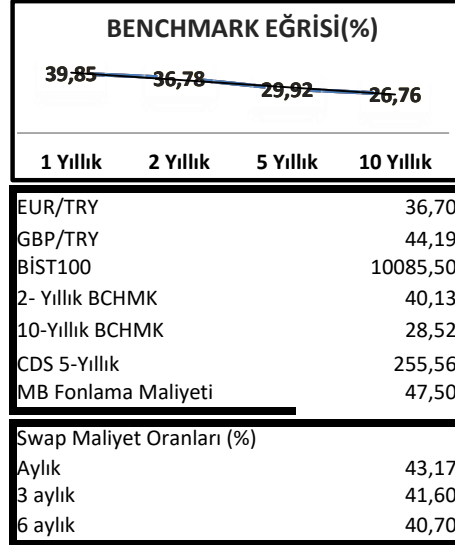 BENCHMARK EĞRİSİ(%)
39,85 36,78 29,92 26,76
1 Yıllık 2 Yıllık 5 Yıllık 10 Yıllık
EUR/TRY 36,70
GBP/TRY 44,19
BİST100 10085,50
2- Yıllık BCHMK 40,13
10-Yıllık BCHMK 28,52
CDS 5-Yıllık 255,56
MB Fonlama Maliyeti 47,50
Swap Maliyet Oranları (%)
Aylık 43,17
3 aylık 41,60
6 aylık 40,70